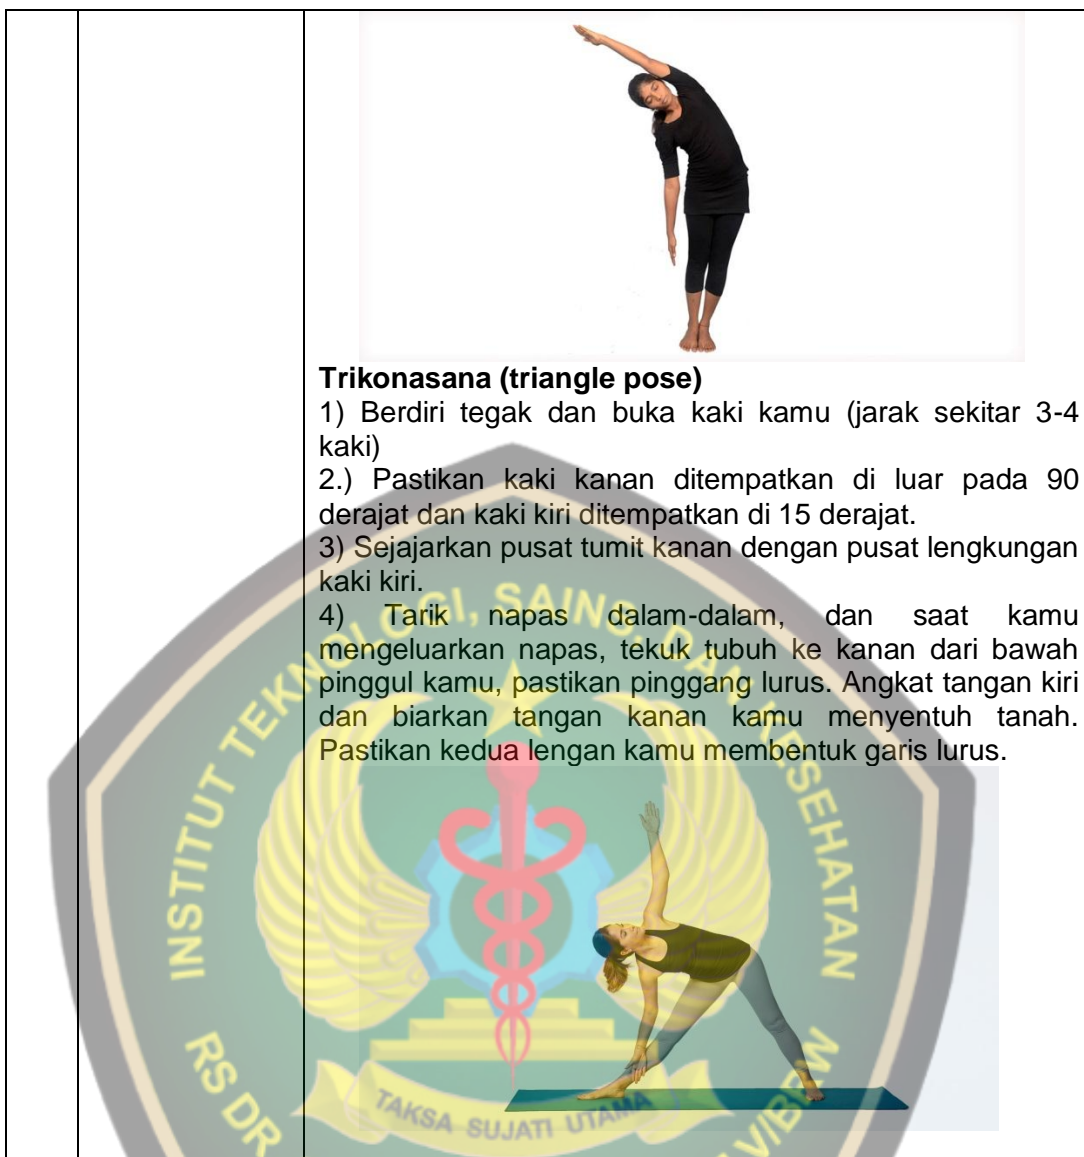 Trikonasana (triangle pose)
1) Berdiri tegak dan buka kaki kamu (jarak sekitar 3-4
kaki)
2.) Pastikan kaki kanan ditempatkan di luar pada 90
derajat dan kaki kiri ditempatkan di 15 derajat.
3) Sejajarkan pusat tumit kanan dengan pusat lengkungan
kaki kiri.
4) Tarik napas dalam-dalam, dan saat kamu
mengeluarkan napas, tekuk tubuh ke kanan dari bawah
pinggul kamu, pastikan pinggang lurus. Angkat tangan kiri
dan biarkan tangan kanan kamu menyentuh tanah.
Pastikan kedua lengan kamu membentuk garis lurus.
INSTITUT TEKNOLOGI, SAINS, DAN KESEHATAN
RS DR
TAKSA SUJATI UTAMA